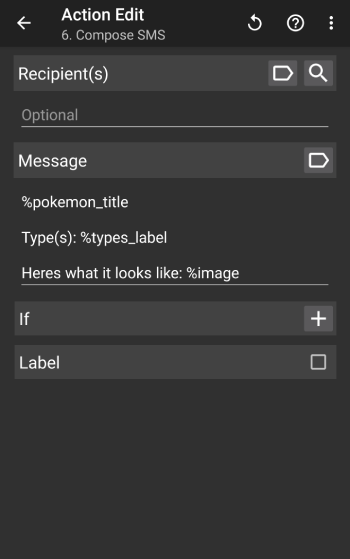 Action Edit
6. Compose SMS
Recipient(s)
Optional
Message
%pokemon_title
Type(s): %types_label
Heres what it looks like: %image
If
Label